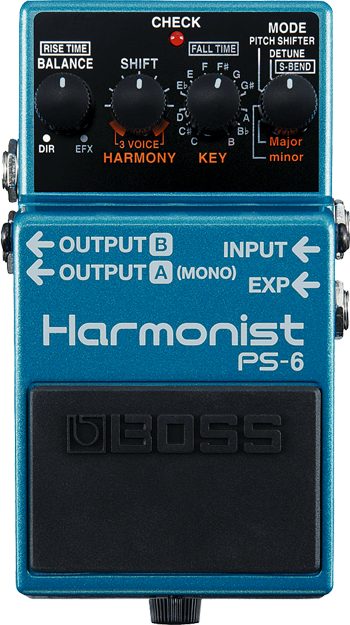 CHECK
MODE
RISE TIME
BALANCE
SHIFT
FALL TIME
PITCH SHIFTER
DETUNE
S-BEND
E F F# G
E♭ G#
D A
C# B♭
C B
DIR EFX
3 VOICE
HARMONY
KEY
Major
minor
OUTPUT B
INPUT
OUTPUT A (MONO)
EXP
Harmonist
PS-6
BOSS